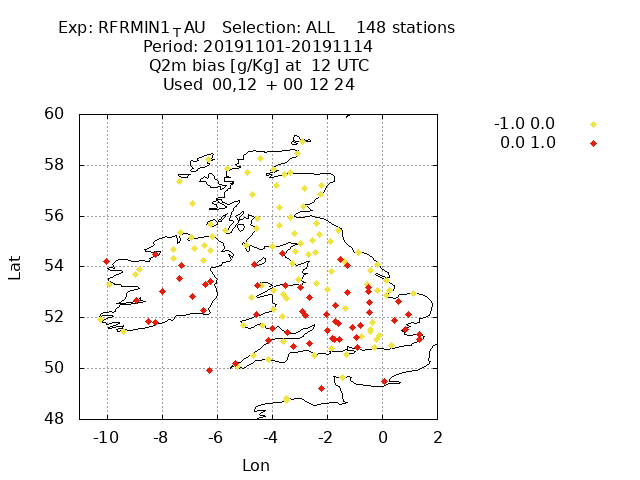 Exp: RFRMIN1TAU Selection: ALL 148 stations
Period: 20191101-20191114
Q2m bias [g/Kg] at 12 UTC
Used 00,12 + 00 12 24
-1.0 0.0
0.0 1.0
60
58
56
54
52
50
48
Lat
-10 -8 -6 -4 -2 0 2
Lon